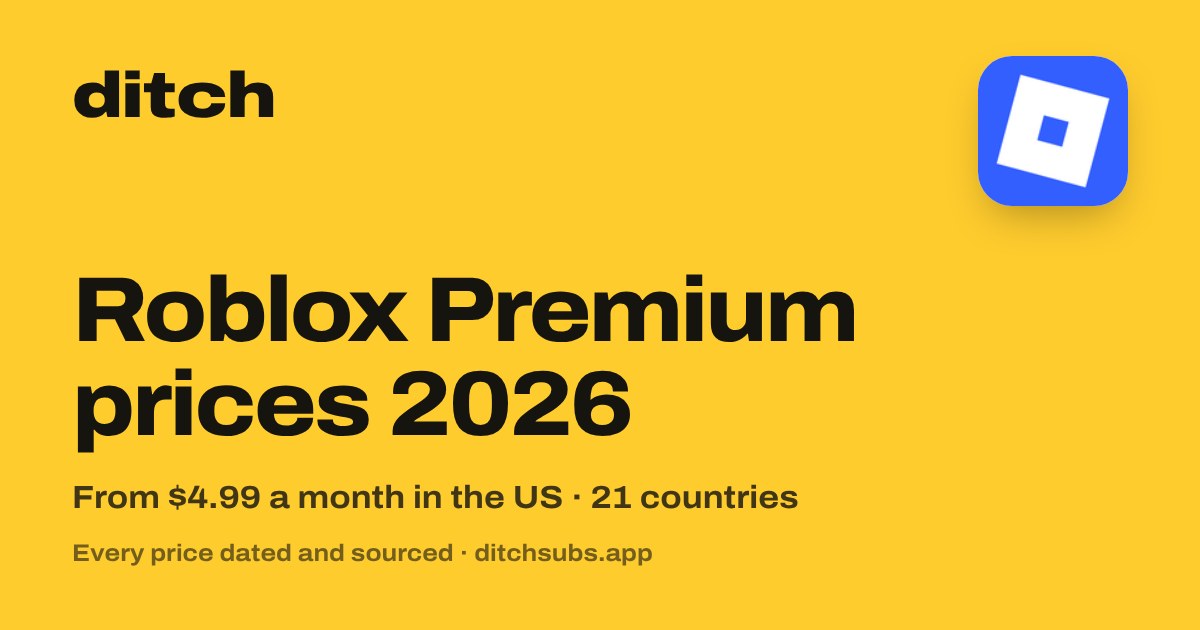 ditch
Roblox Premium
prices 2026
From $4.99 a month in the US · 21 countries
Every price dated and sourced · ditchsubs.app